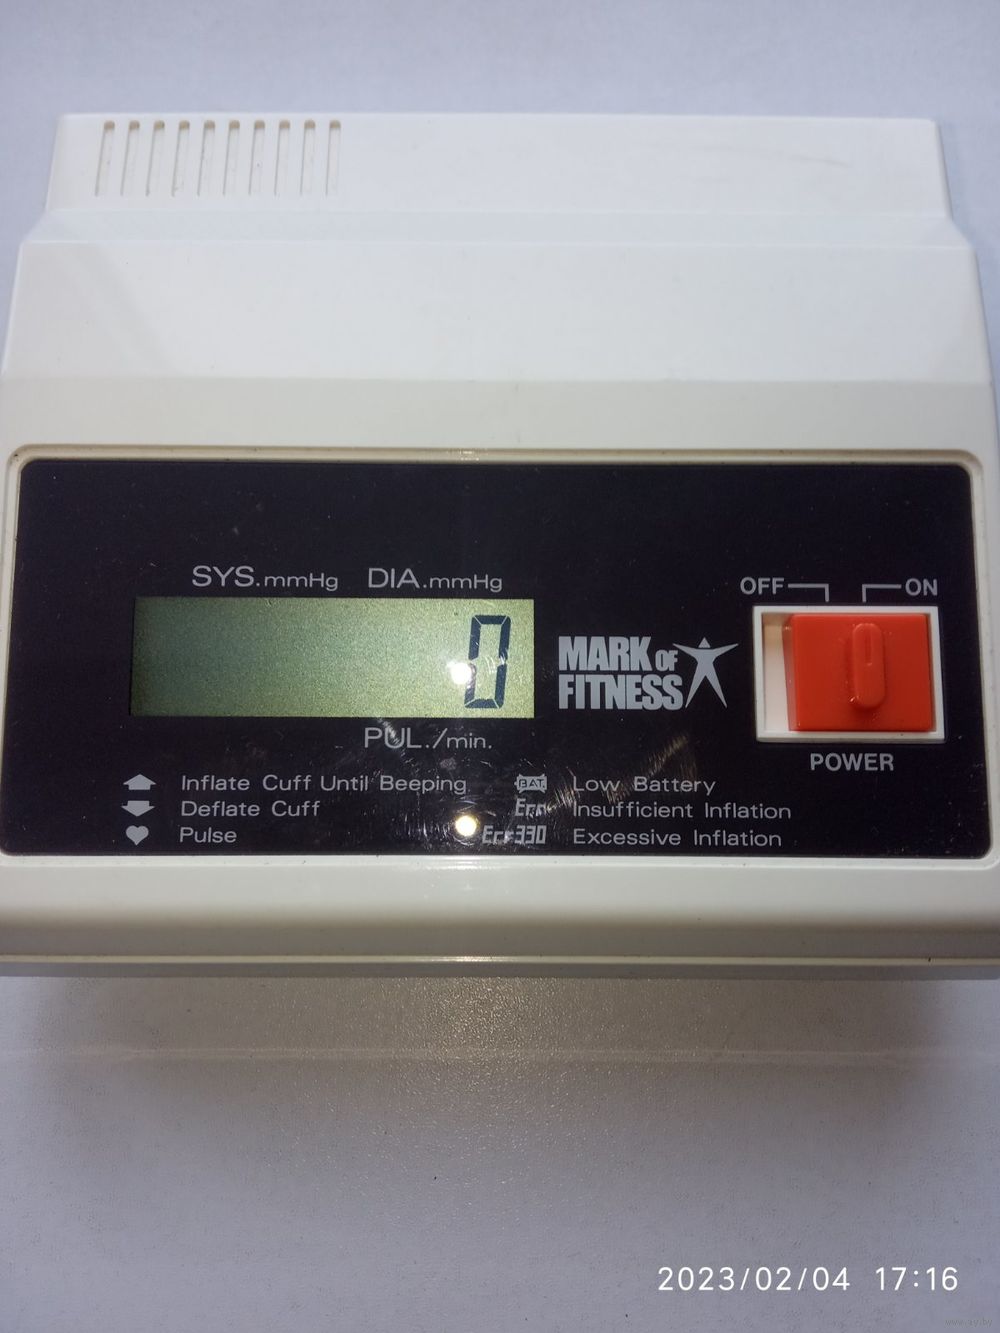 SYS.mmHg DIA.mmHg
OFF ON
0
MARK OF
FITNESS
PUL./min.
POWER
Inflate Cuff Until Beeping
Deflate Cuff
Pulse
BAT. Low Battery
Err Insufficient Inflation
Err330 Excessive Inflation
2023/02/04 17:16